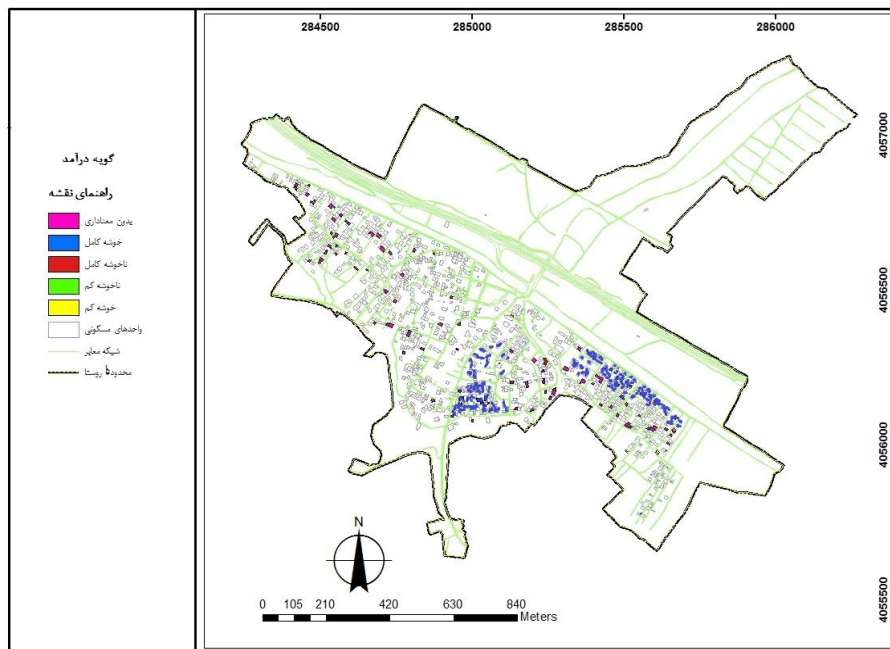 284500 285000 285500 286000
4057000
4056500
4056000
4055500
گویه درآمد
راهنمای نقشه
بدون معناداری
خوشه کامل
ناخوشه کامل
ناخوشه کم
خوشه کم
واحدهای مسکونی
شبکه معابر
محدودهٔ روستا
N
0 105 210 420 630 840
Meters